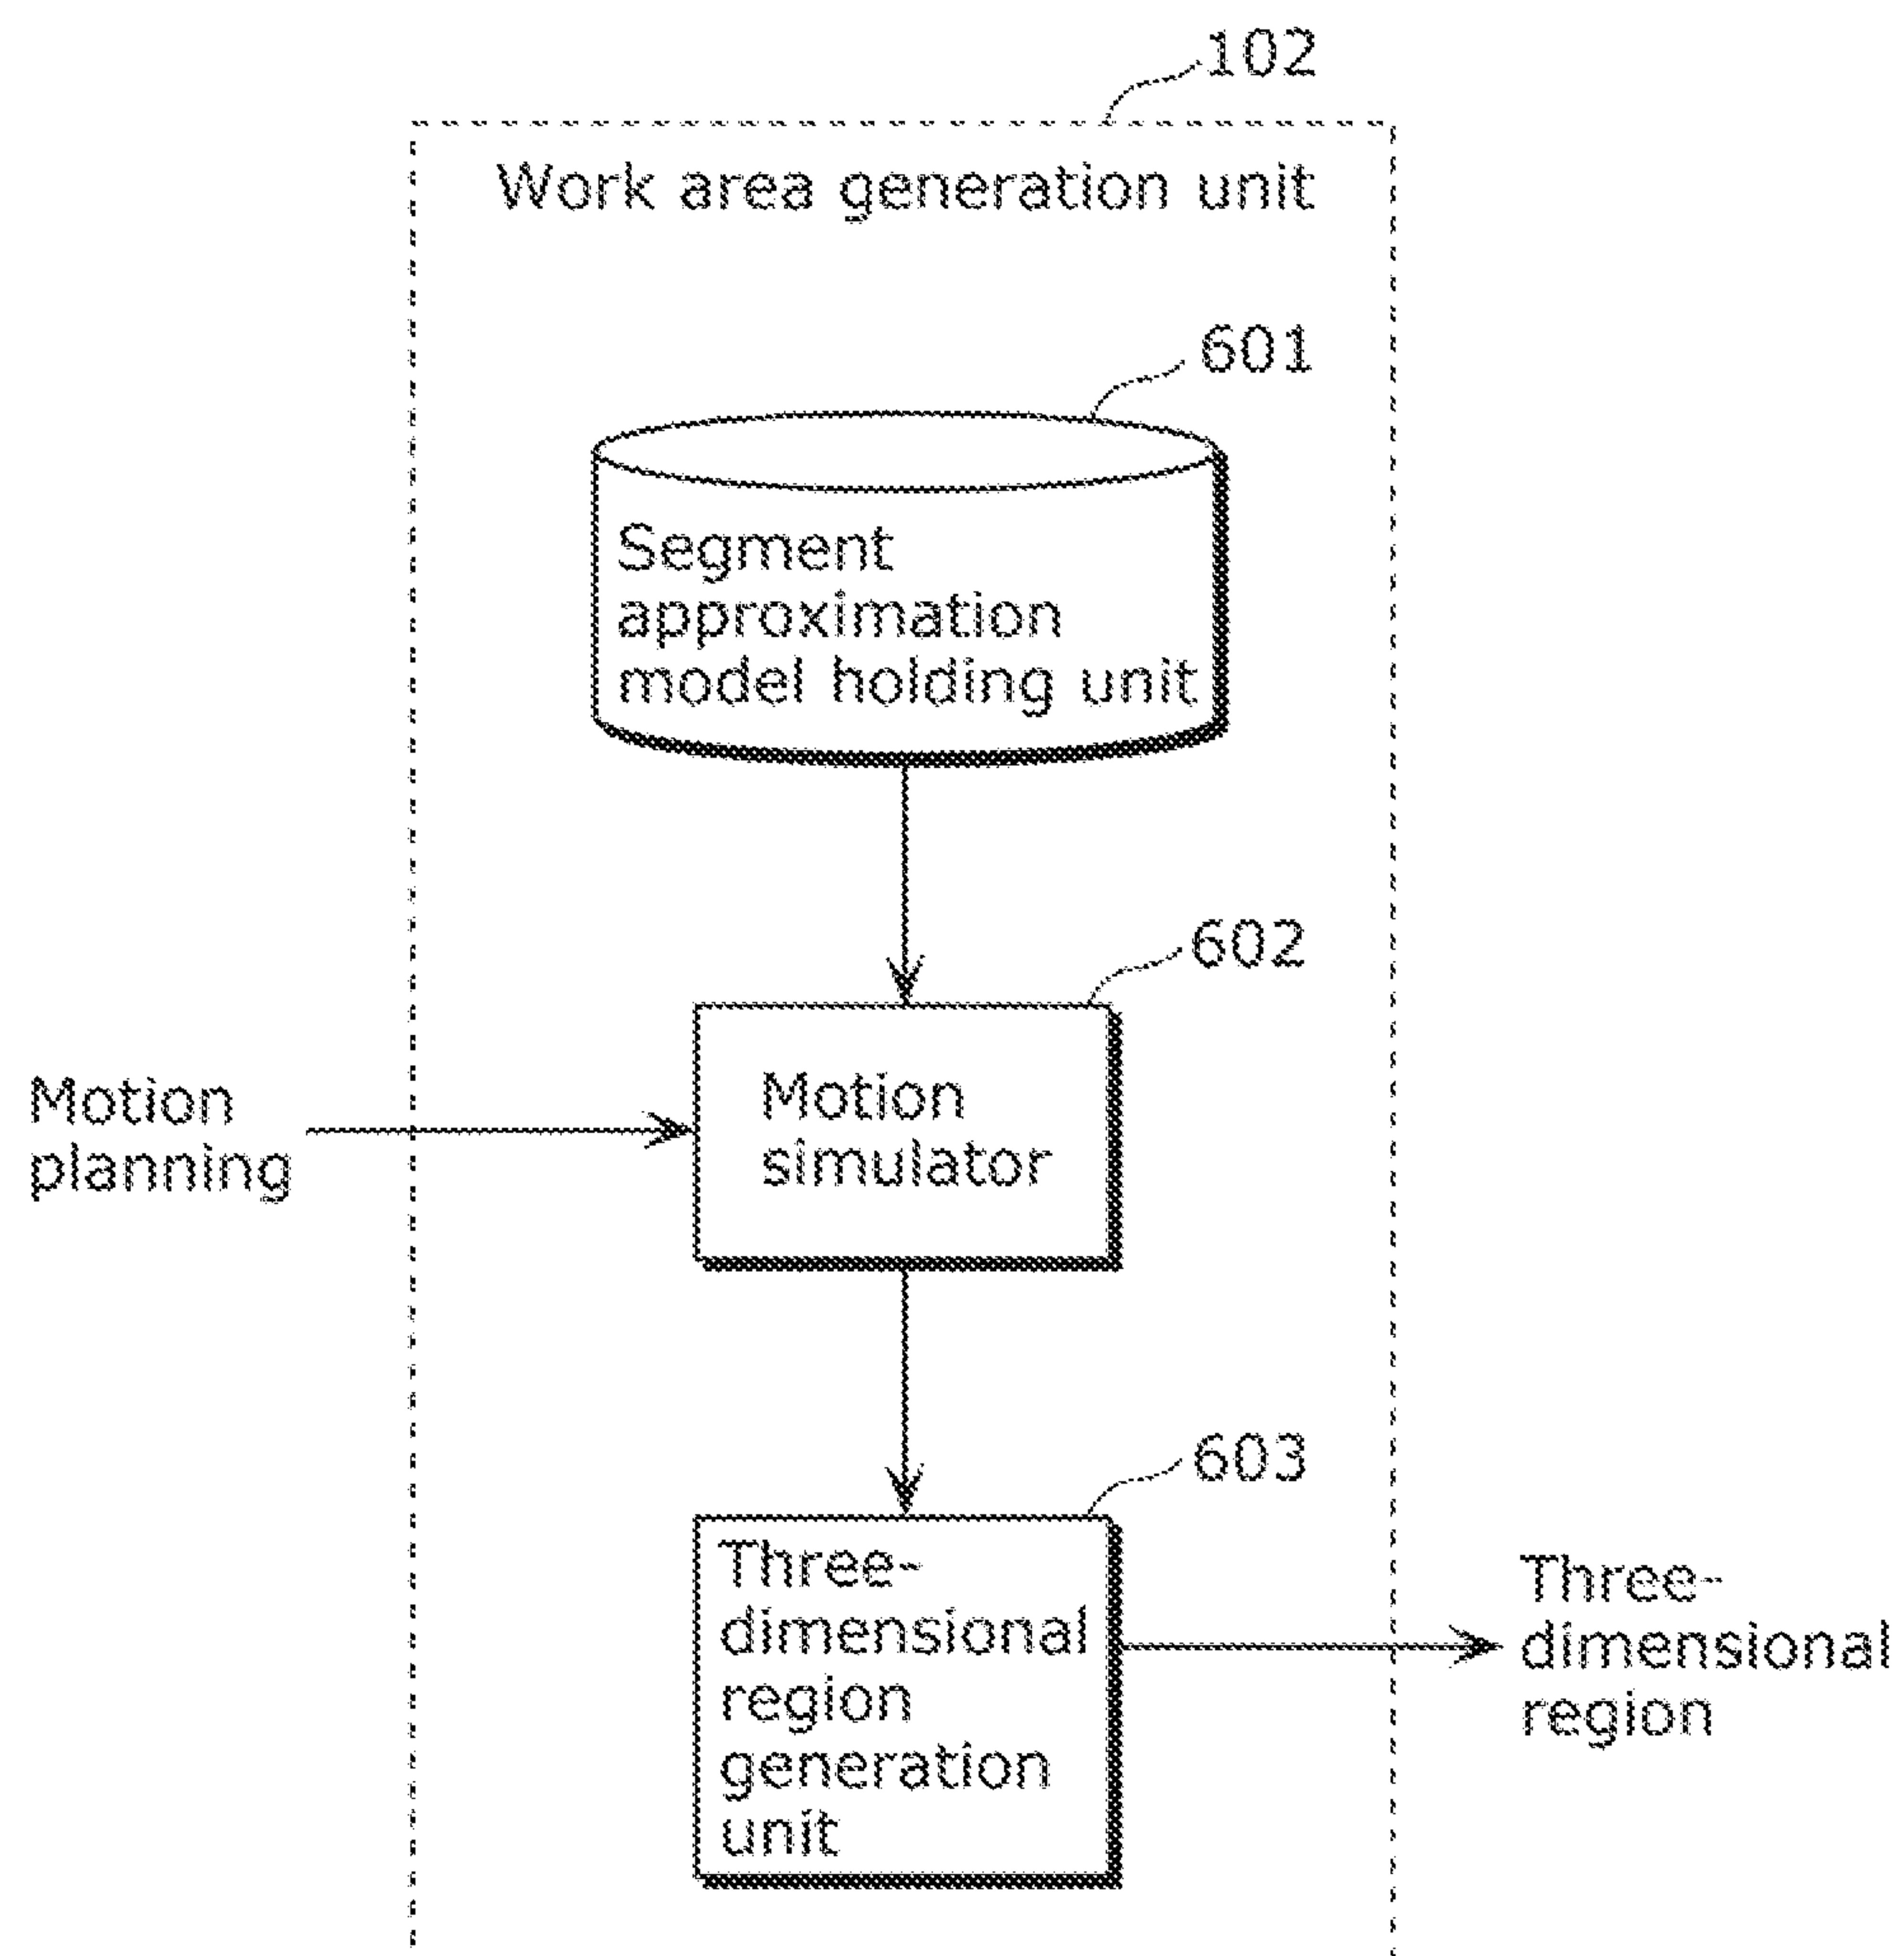 102
Work area generation unit
601
Segment
approximation
model holding unit
602
Motion
planning
Motion
simulator
603
Three-
dimensional
region
generation
unit
Three-
dimensional
region